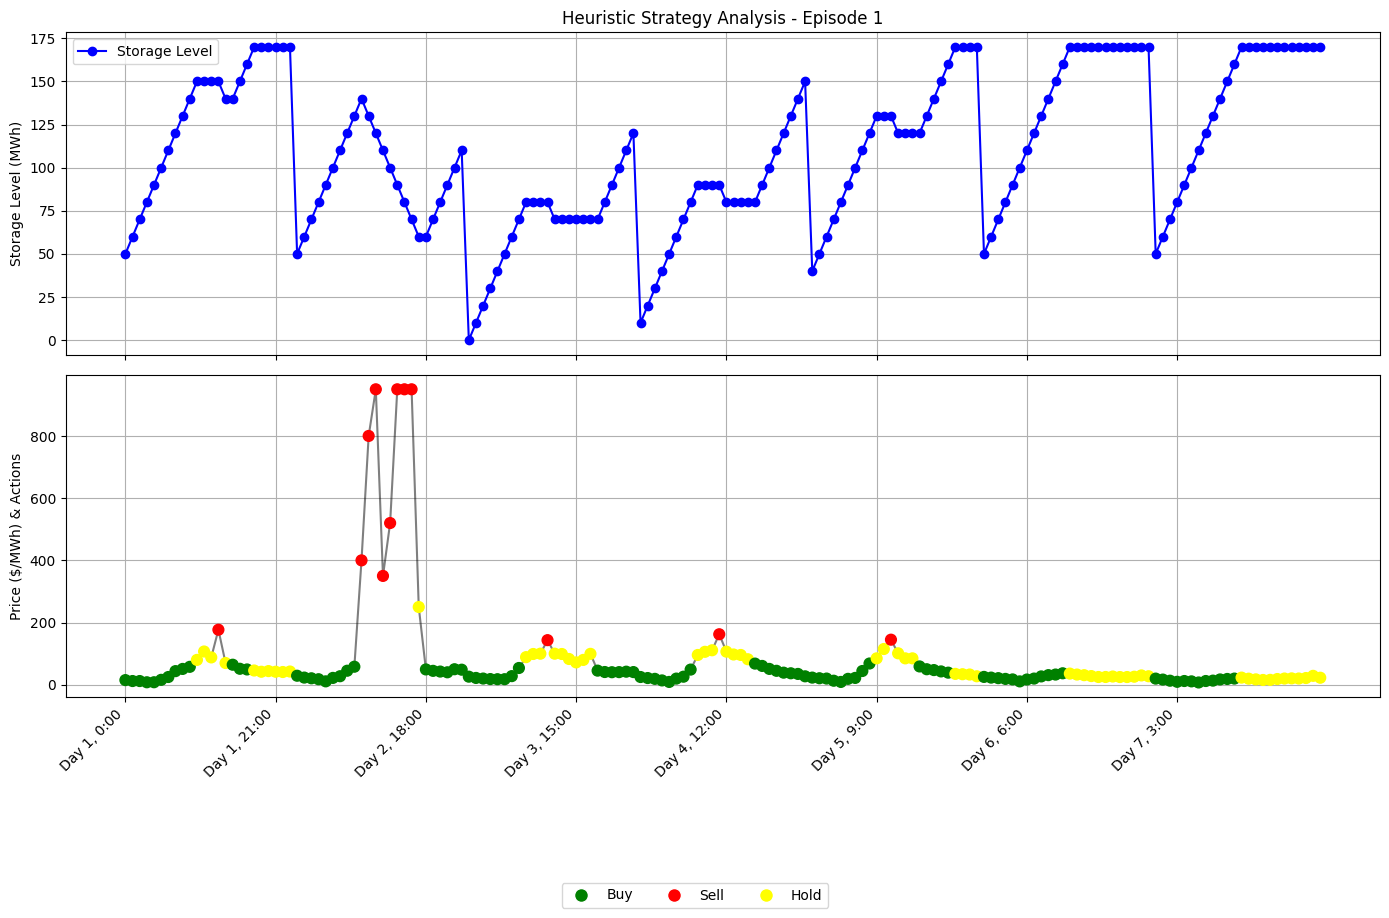 Heuristic Strategy Analysis - Episode 1
Storage Level
Storage Level (MWh)
175
150
125
100
75
50
25
0
Price ($/MWh) & Actions
800
600
400
200
0
Day 1, 0:00
Day 1, 21:00
Day 2, 18:00
Day 3, 15:00
Day 4, 12:00
Day 5, 9:00
Day 6, 6:00
Day 7, 3:00
Buy
Sell
Hold